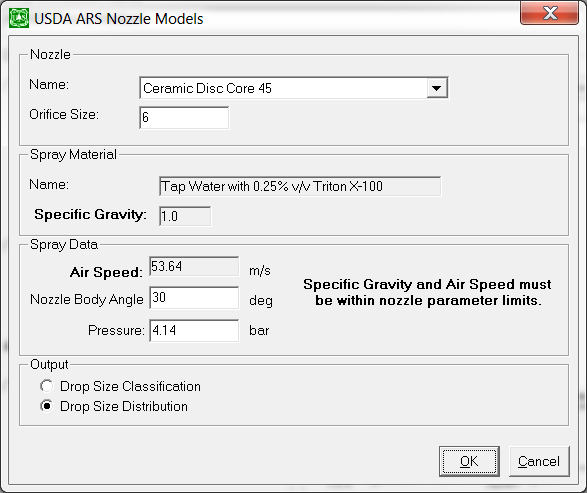 USDA ARS Nozzle Models
Nozzle
Name: Ceramic Disc Core 45
Orifice Size: 6
Spray Material
Name: Tap Water with 0.25% v/v Triton X-100
Specific Gravity: 1.0
Spray Data
Air Speed: 53.64 m/s
Nozzle Body Angle 30 deg
Pressure: 4.14 bar
Specific Gravity and Air Speed must
be within nozzle parameter limits.
Output
Drop Size Classification
Drop Size Distribution
OK Cancel